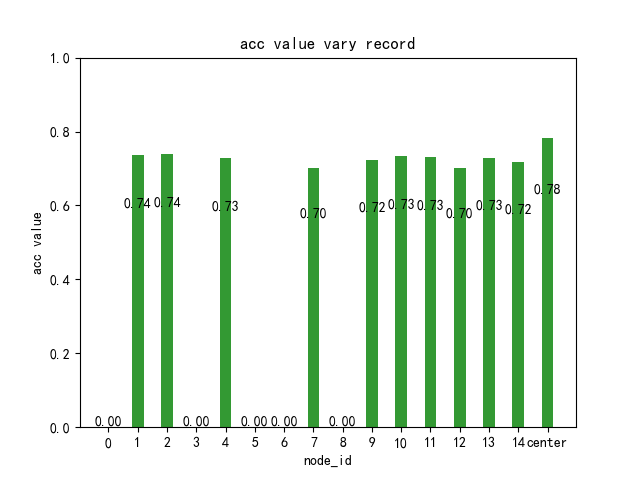 acc value vary record
acc value
1.0
0.8
0.6
0.4
0.2
0.0
0.00 0.74 0.74 0.00 0.73 0.00 0.00 0.70 0.00 0.72 0.73 0.73 0.70 0.73 0.72 0.78
0 1 2 3 4 5 6 7 8 9 10 11 12 13 14 center
node_id